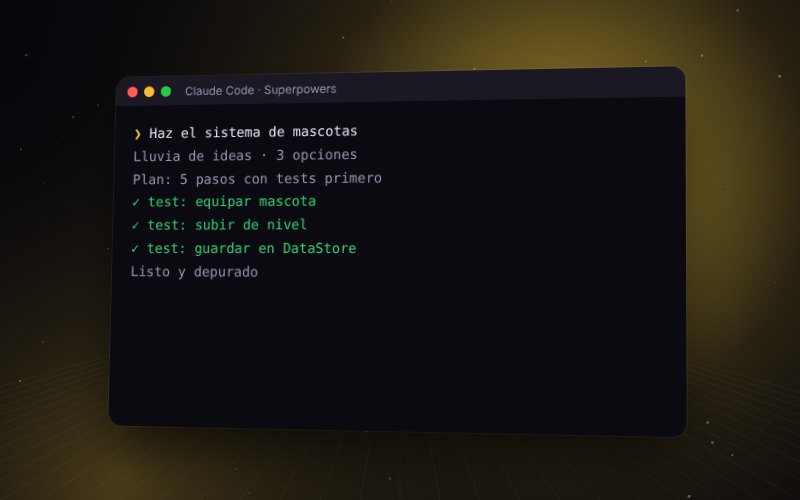 Claude Code · Superpowers
❯ Haz el sistema de mascotas
Lluvia de ideas · 3 opciones
Plan: 5 pasos con tests primero
✓ test: equipar mascota
✓ test: subir de nivel
✓ test: guardar en DataStore
Listo y depurado